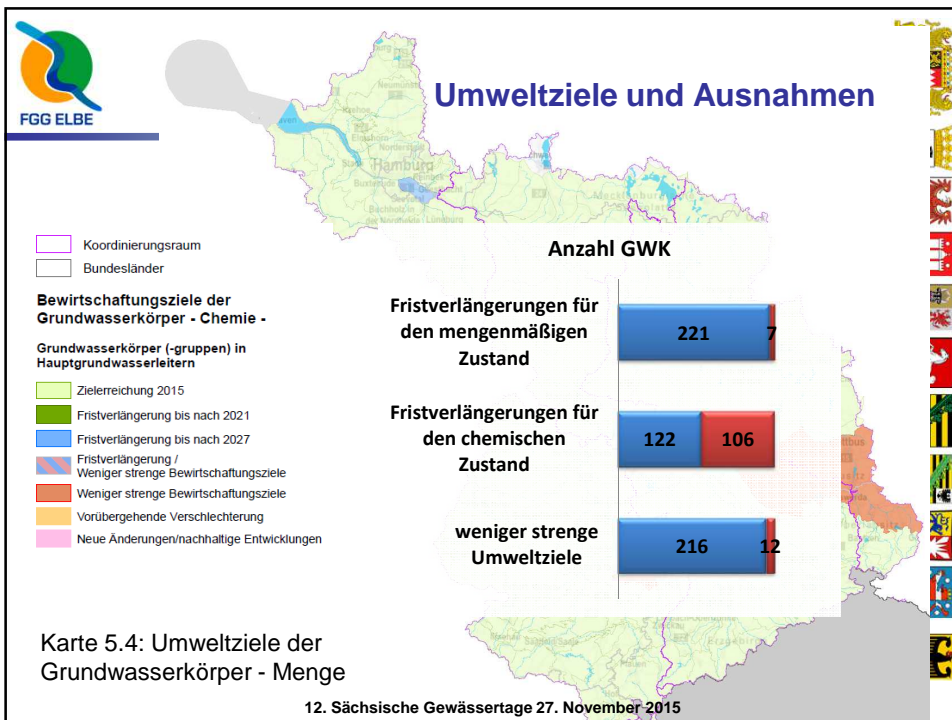 FGG ELBE
Umweltziele und Ausnahmen
Hamburg
Koordinierungsraum
Bundesländer
Bewirtschaftungsziele der
Grundwasserkörper - Chemie -
Grundwasserkörper (-gruppen) in
Hauptgrundwasserleitern
Zielerreichung 2015
Fristverlängerung bis nach 2021
Fristverlängerung bis nach 2027
Fristverlängerung /
Weniger strenge Bewirtschaftungsziele
Weniger strenge Bewirtschaftungsziele
Vorübergehende Verschlechterung
Neue Änderungen/nachhaltige Entwicklungen
Anzahl GWK
Fristverlängerungen für
den mengenmäßigen
Zustand
221
7
Fristverlängerungen für
den chemischen
Zustand
122
106
weniger strenge
Umweltziele
216
12
Karte 5.4: Umweltziele der
Grundwasserkörper - Menge
12. Sächsische Gewässertage 27. November 2015